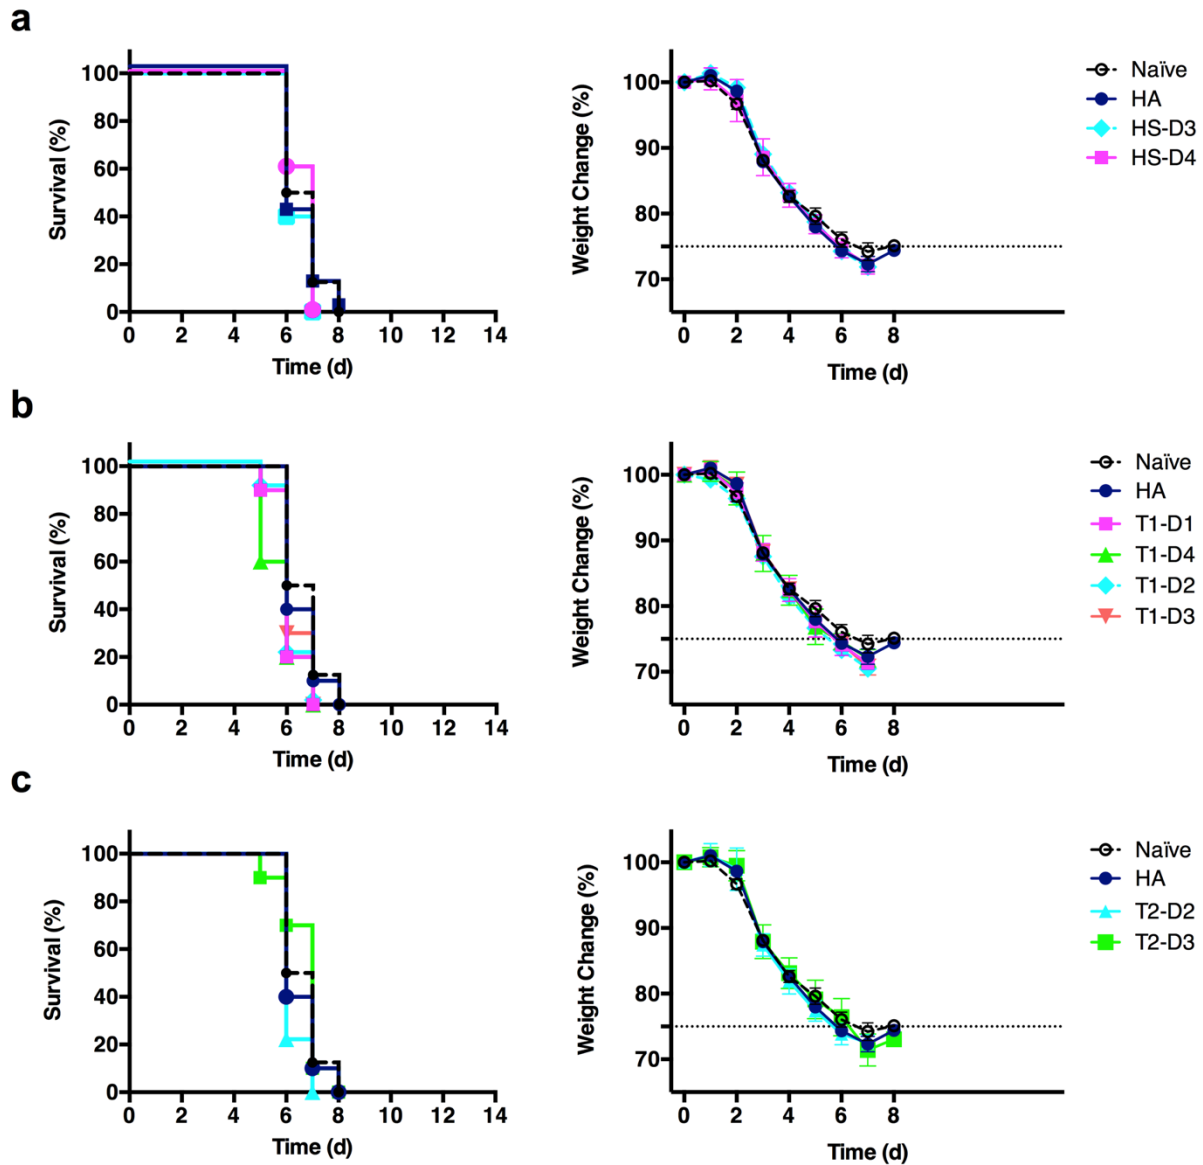 a
Survival (%)
100
80
60
40
20
0
0 2 4 6 8 10 12 14
Time (d)
Weight Change (%)
100
90
80
70
0 2 4 6 8
Time (d)
Naïve
HA
HS-D3
HS-D4
b
Survival (%)
100
80
60
40
20
0
0 2 4 6 8 10 12 14
Time (d)
Weight Change (%)
100
90
80
70
0 2 4 6 8
Time (d)
Naïve
HA
T1-D1
T1-D4
T1-D2
T1-D3
c
Survival (%)
100
80
60
40
20
0
0 2 4 6 8 10 12 14
Time (d)
Weight Change (%)
100
90
80
70
0 2 4 6 8
Time (d)
Naïve
HA
T2-D2
T2-D3